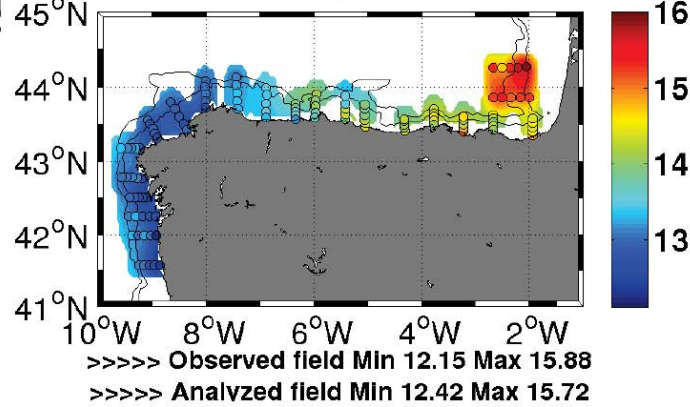 45°N
44°N
43°N
42°N
41°N
10°W 8°W 6°W 4°W 2°W
16
15
14
13
>>>>> Observed field Min 12.15 Max 15.88
>>>>> Analyzed field Min 12.42 Max 15.72